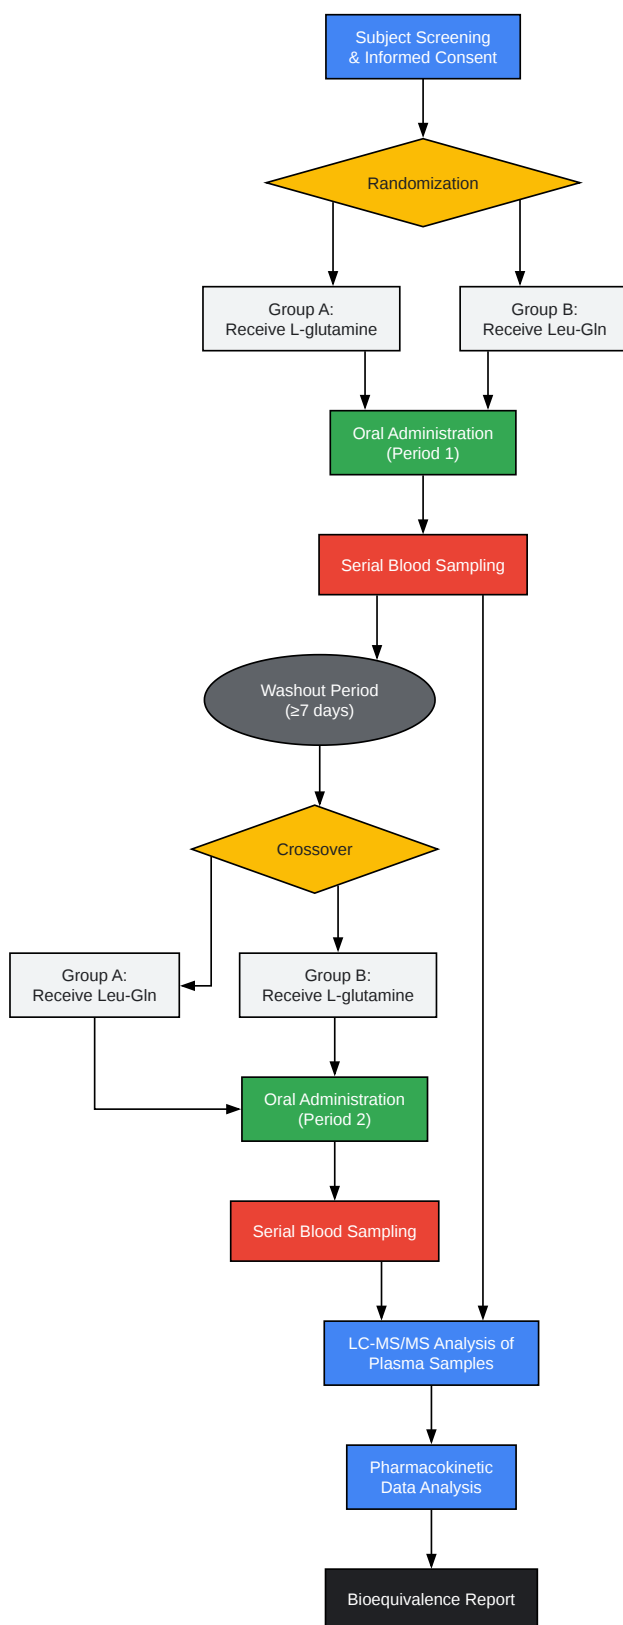 Subject Screening
& Informed Consent
Randomization
Group A:
Receive L-glutamine
Group B:
Receive Leu-Gln
Oral Administration
(Period 1)
Serial Blood Sampling
Washout Period
(≥7 days)
Crossover
Group A:
Receive Leu-Gln
Group B:
Receive L-glutamine
Oral Administration
(Period 2)
Serial Blood Sampling
LC-MS/MS Analysis of
Plasma Samples
Pharmacokinetic
Data Analysis
Bioequivalence Report